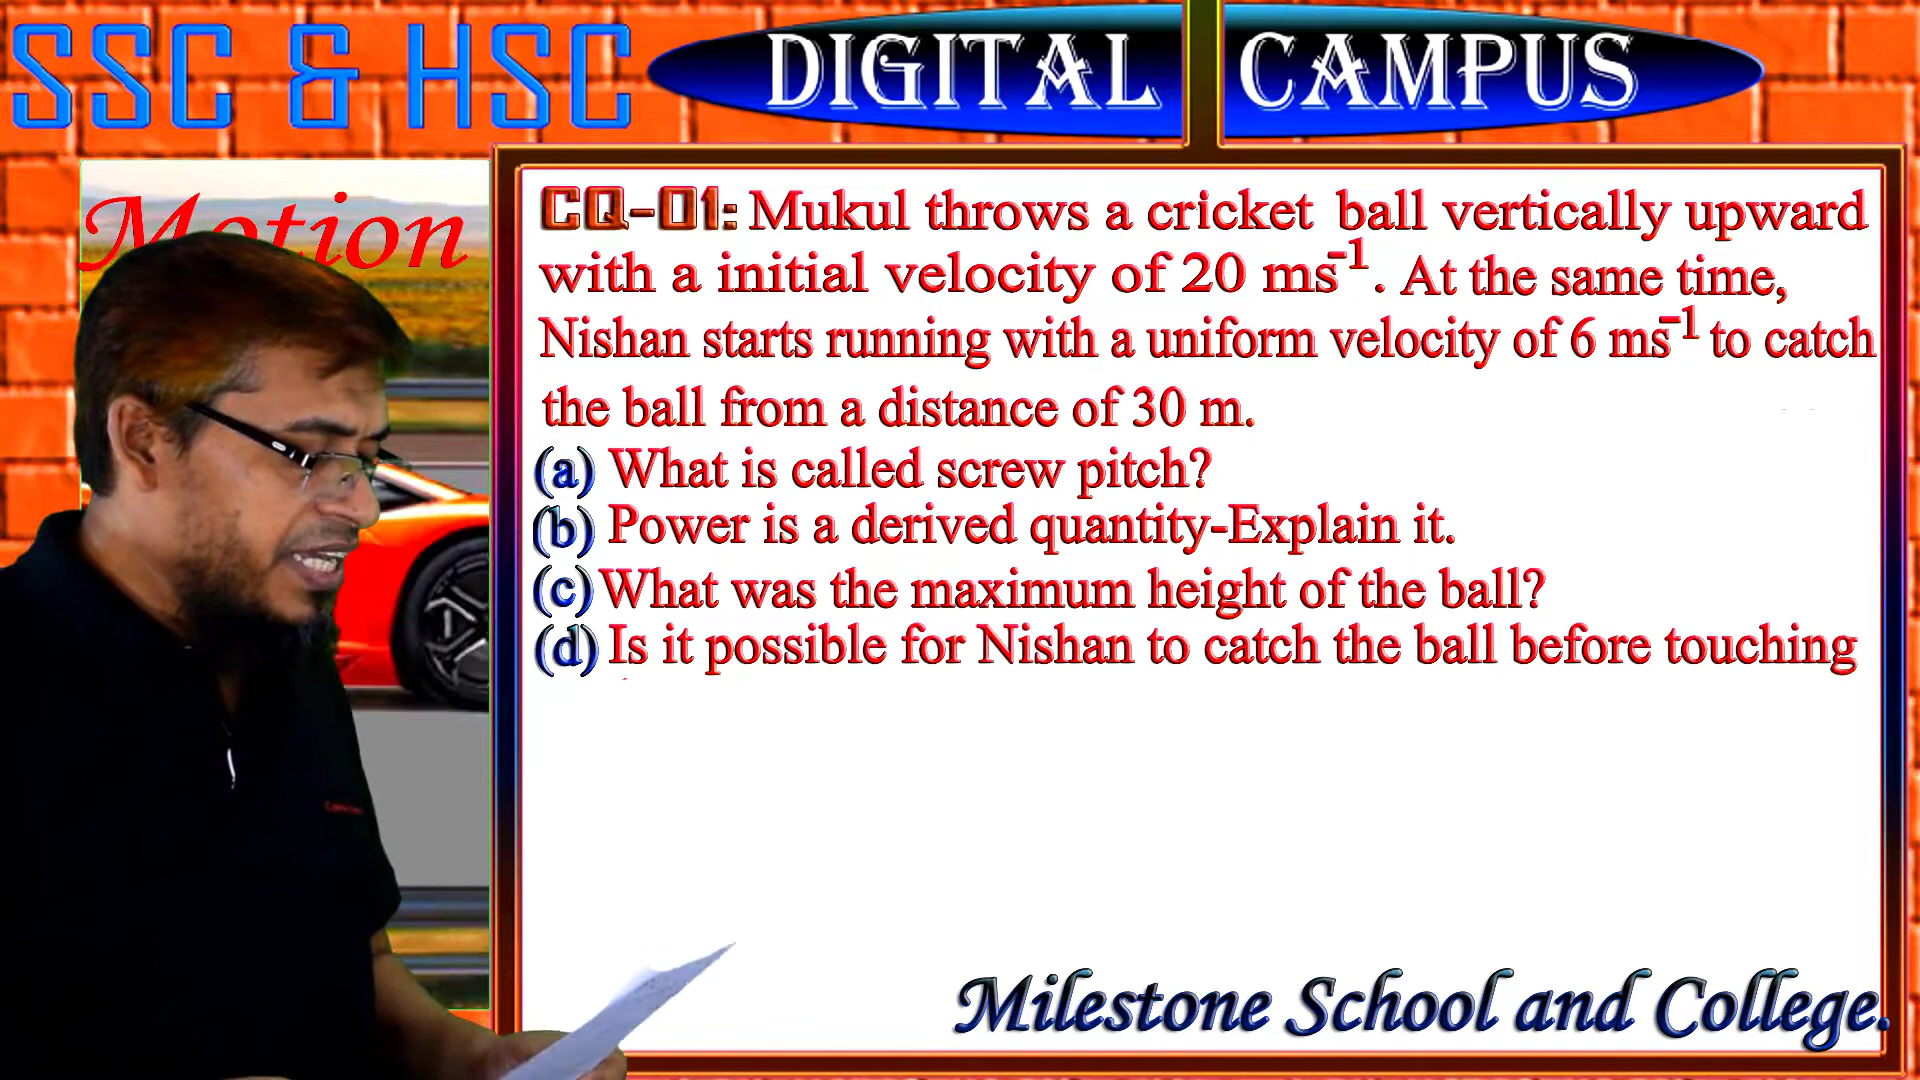 SSC & HSC DIGITAL CAMPUS
Motion
CQ-01: Mukul throws a cricket ball vertically upward
with a initial velocity of 20 ms⁻¹. At the same time,
Nishan starts running with a uniform velocity of 6 ms⁻¹ to catch
the ball from a distance of 30 m.
(a) What is called screw pitch?
(b) Power is a derived quantity-Explain it.
(c) What was the maximum height of the ball?
(d) Is it possible for Nishan to catch the ball before touching
Milestone School and College.